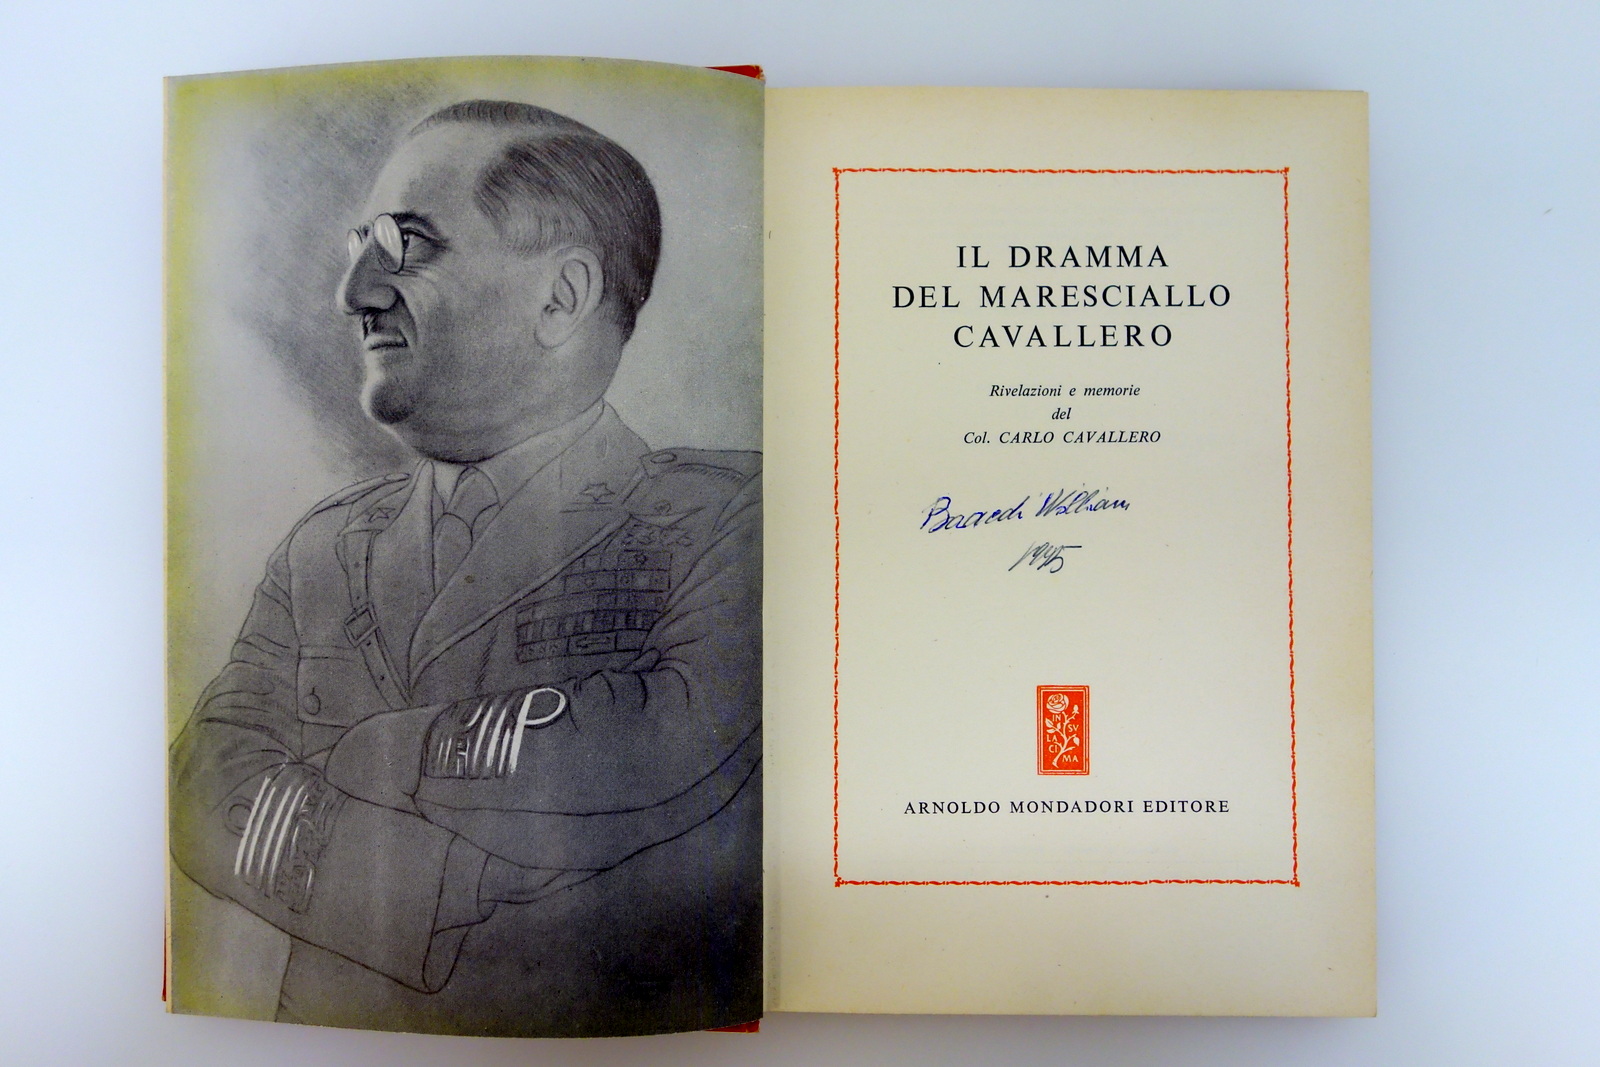 IL DRAMMA
DEL MARESCIALLO
CAVALLERO
Rivelazioni e memorie
del
Col. CARLO CAVALLERO
William
IN SV
LA
CI MA
ARNOLDO MONDADORI EDITORE